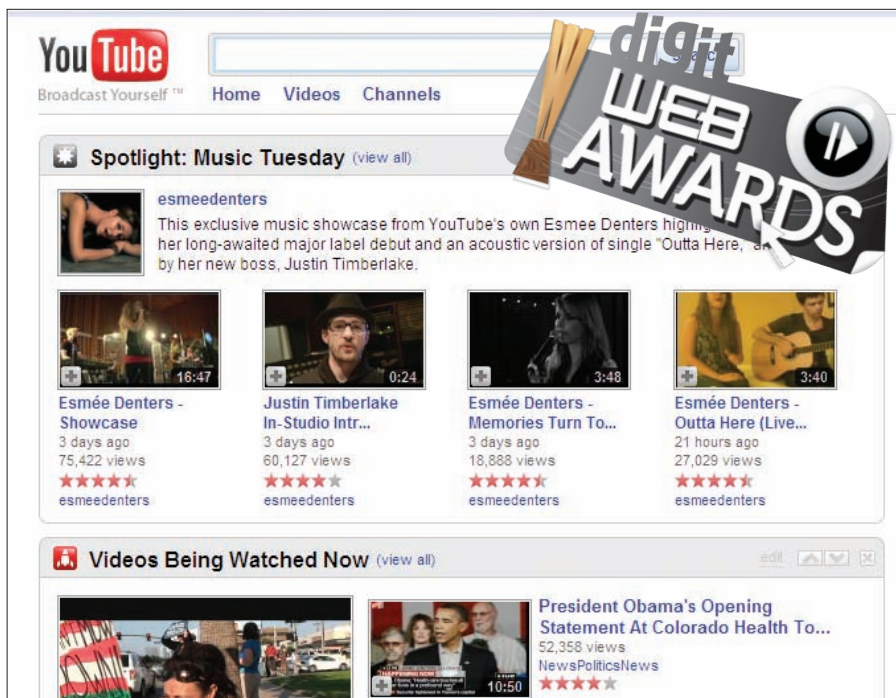 You Tube
Broadcast Yourself ™
Home Videos Channels
digit
WEB
AWARDS
Spotlight: Music Tuesday (view all)
esmeedenters
This exclusive music showcase from YouTube's own Esmee Denters
her long-awaited major label debut and an acoustic version of single "Outta Here,"
by her new boss, Justin Timberlake.
16:47 0:24 3:48 3:40
Esmée Denters - Justin Timberlake Esmée Denters - Esmée Denters -
Showcase In-Studio Intr... Memories Turn To... Outta Here (Live...
3 days ago 3 days ago 3 days ago 21 hours ago
75,422 views 60,127 views 18,888 views 27,029 views
esmeedenters esmeedenters esmeedenters esmeedenters
Videos Being Watched Now (view all) edit
President Obama's Opening
Statement At Colorado Health To...
52,358 views
NewsPoliticsNews
HAPPENING NOW
10:50